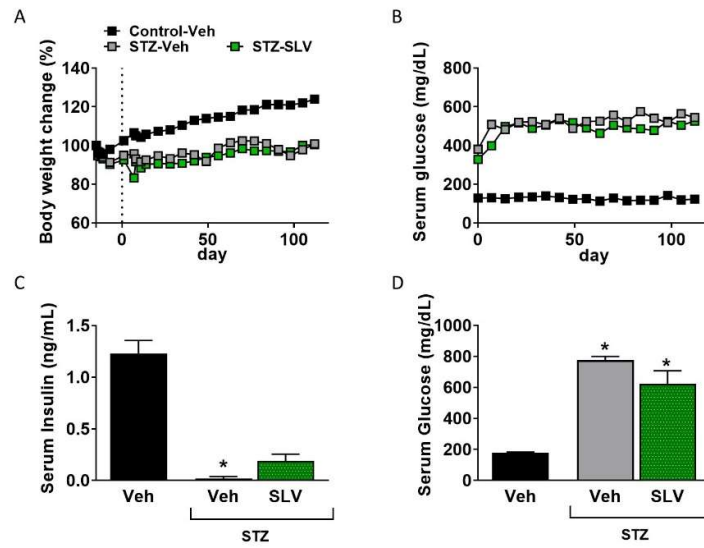 A
Control-Veh
STZ-Veh
STZ-SLV
Body weight change (%)
140
120
100
80
60
0
50
100
day
B
Serum glucose (mg/dL)
800
600
400
200
0
0
50
100
day
C
Serum Insulin (ng/mL)
1.5
1.0
0.5
0.0
*
Veh
Veh
SLV
STZ
D
Serum Glucose (mg/dL)
1000
800
600
400
200
0
*
*
Veh
Veh
SLV
STZ